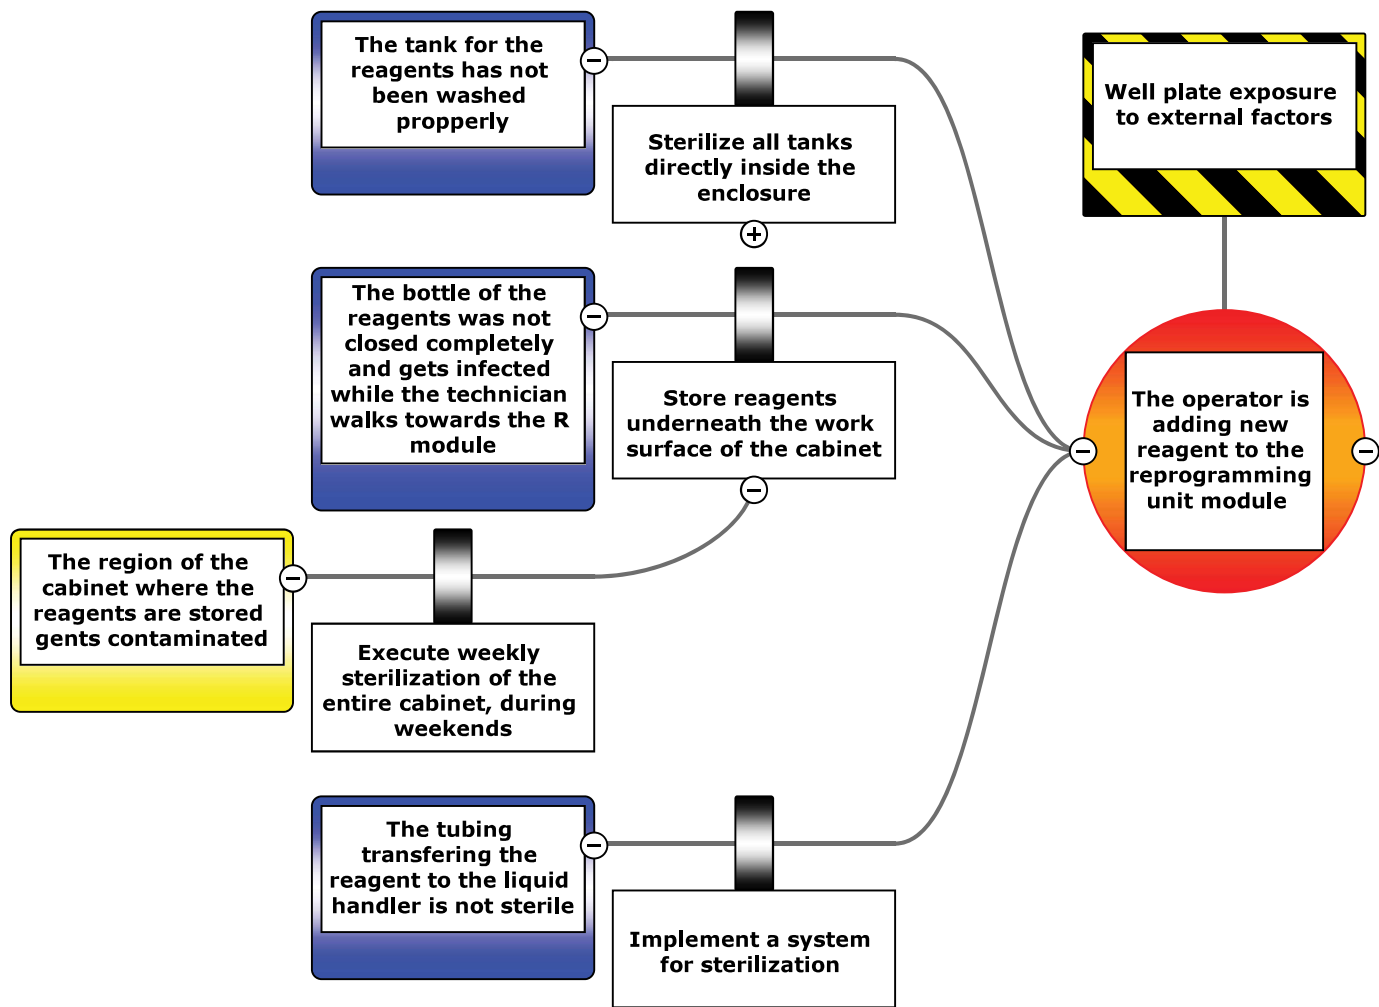 The tank for the
reagents has not
been washed
propperly
Sterilize all tanks
directly inside the
enclosure
Well plate exposure
to external factors
The bottle of the
reagents was not
closed completely
and gets infected
while the technician
walks towards the R
module
Store reagents
underneath the work
surface of the cabinet
The operator is
adding new
reagent to the
reprogramming
unit module
The region of the
cabinet where the
reagents are stored
gents contaminated
Execute weekly
sterilization of the
entire cabinet, during
weekends
The tubing
transfering the
reagent to the liquid
handler is not sterile
Implement a system
for sterilization